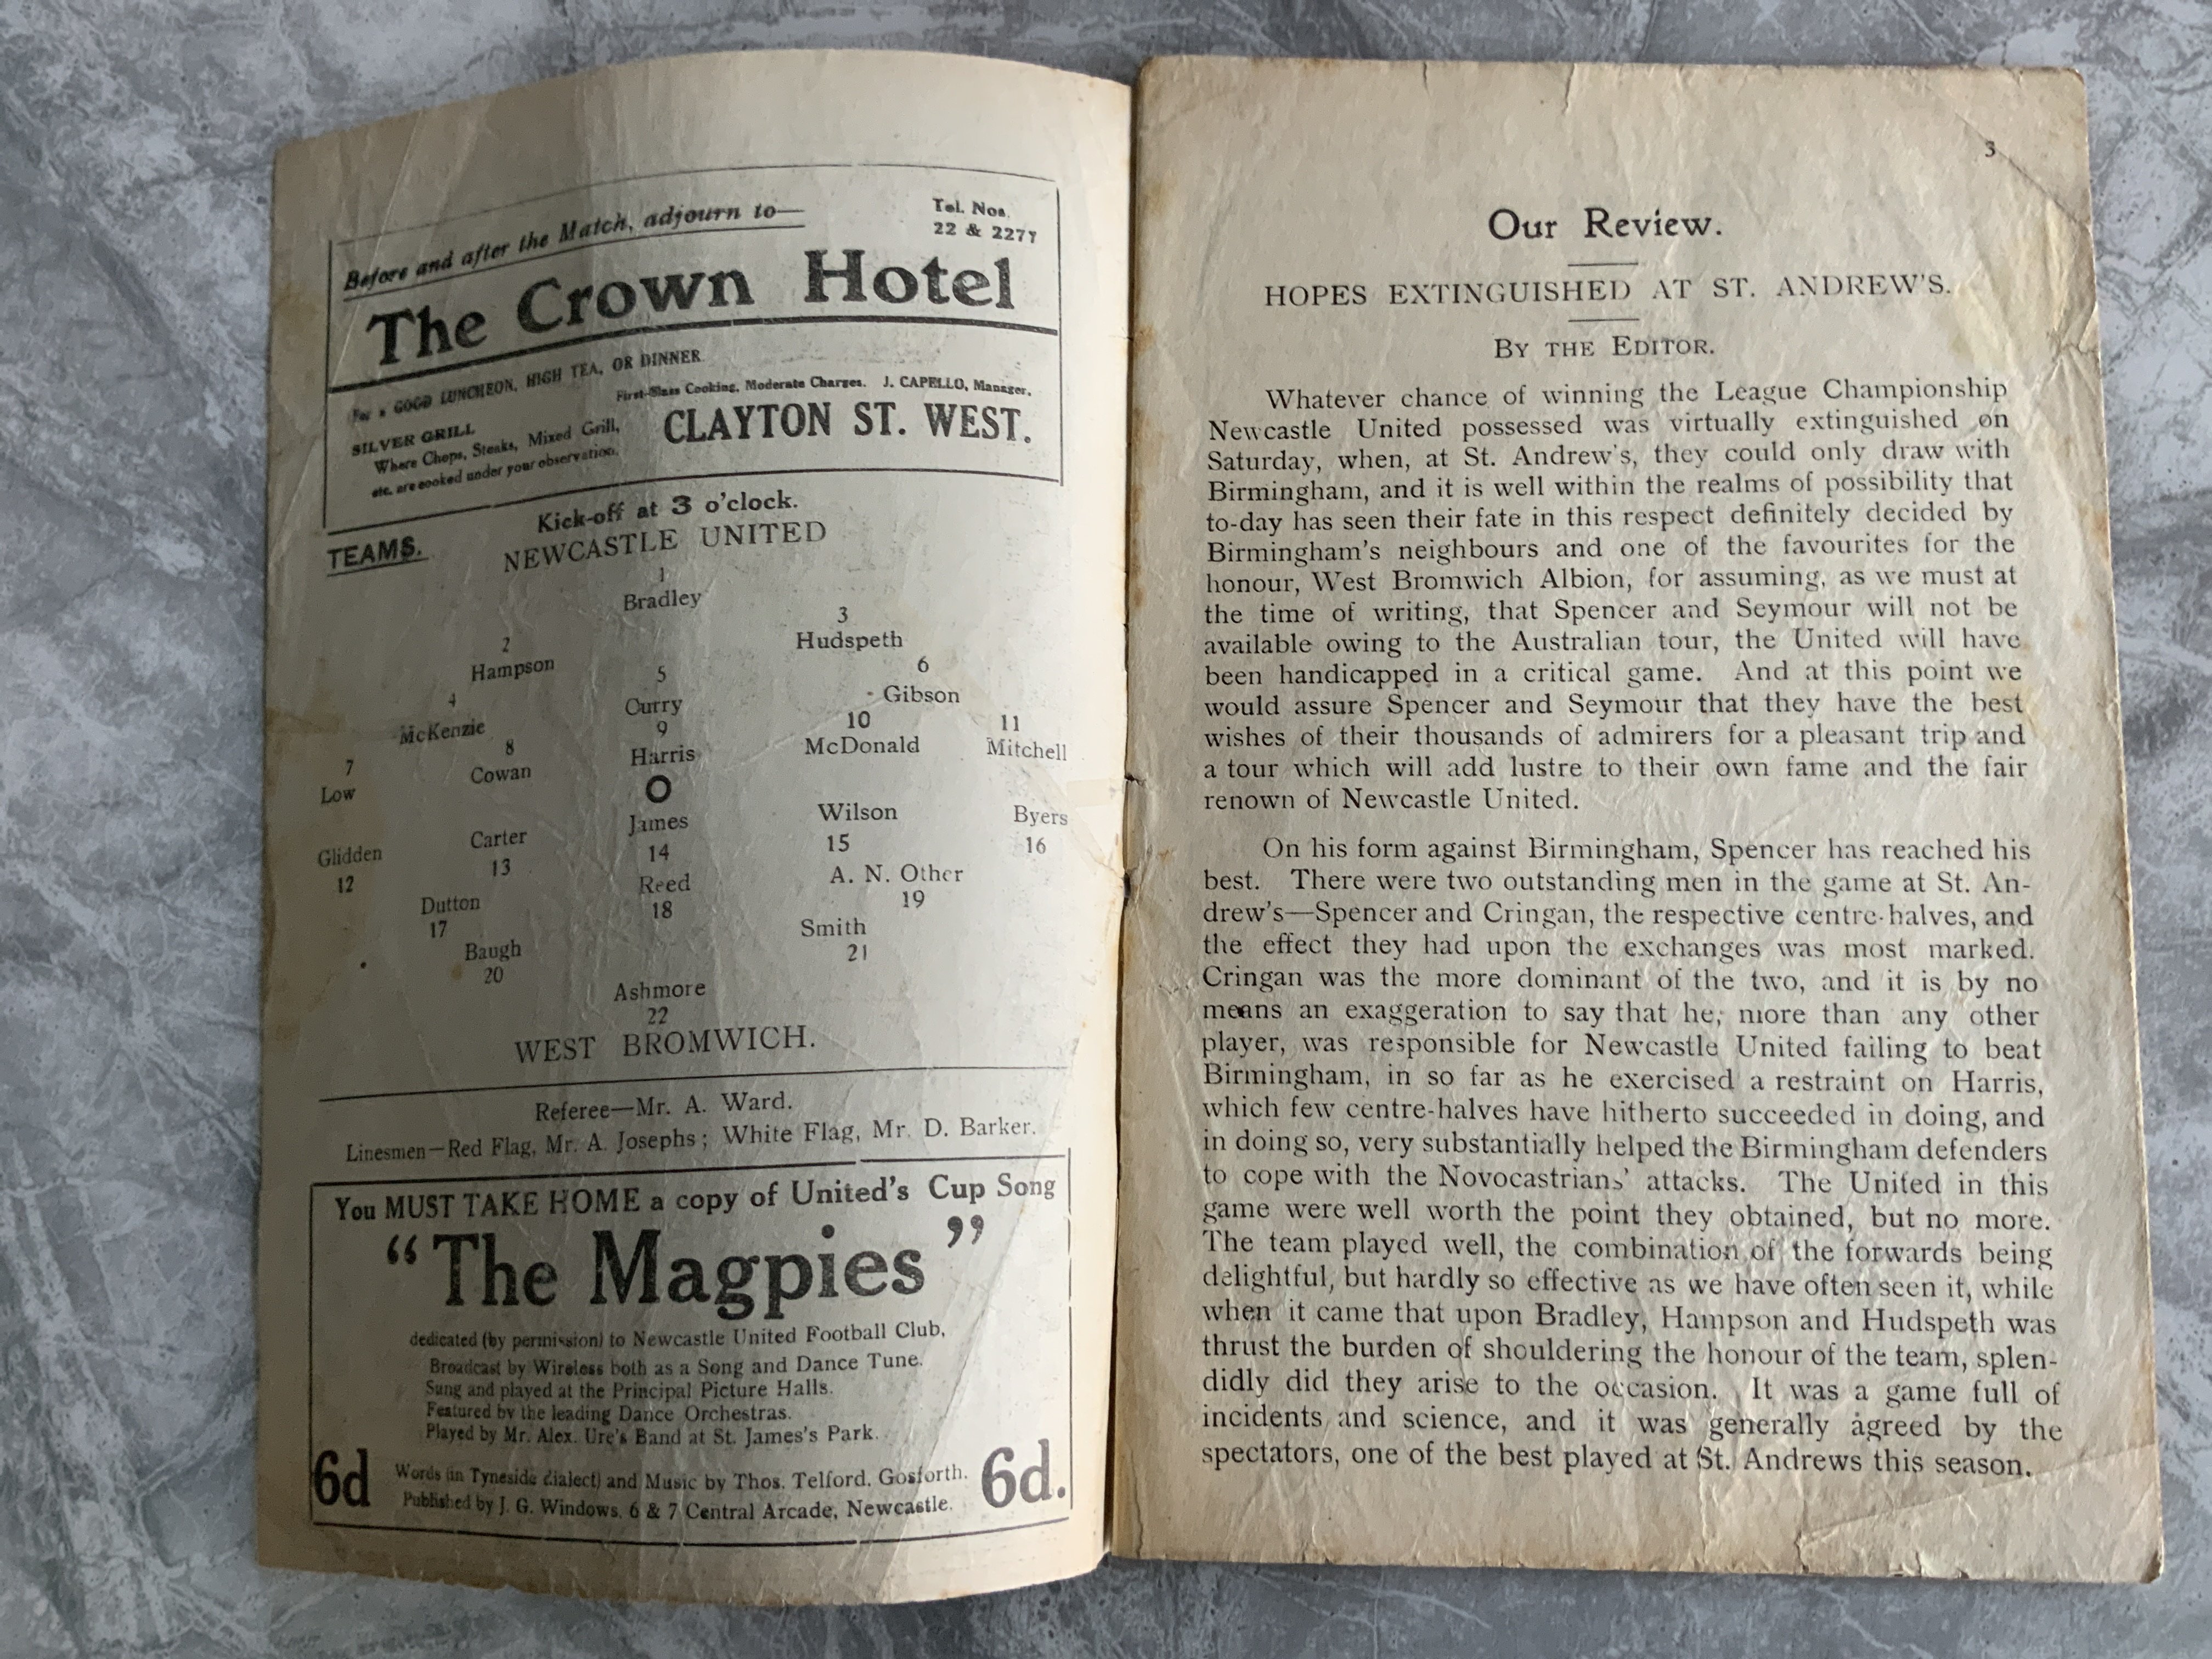 Before and after the Match, adjourn to—
Tel. Nos.
22 & 2277
The Crown Hotel
For a GOOD LUNCHEON, HIGH TEA, OR DINNER
First-Class Cooking, Moderate Charges. J. CAPELLO, Manager.
SILVER GRILL
Where Chops, Steaks, Mixed Grill,
etc. are cooked under your observation.
CLAYTON ST. WEST.
Kick-off at 3 o'clock.
TEAMS.
NEWCASTLE UNITED
1
Bradley
2
Hampson
3
Hudspeth
4
McKenzie
5
Curry
6
Gibson
7
Low
8
Cowan
9
Harris
10
McDonald
11
Mitchell
O
Glidden
12
Carter
13
James
14
Wilson
15
Byers
16
Dutton
17
Reed
18
A. N. Other
19
Baugh
20
Smith
21
Ashmore
22
WEST BROMWICH.
Referee—Mr. A. Ward.
Linesmen—Red Flag, Mr. A. Josephs; White Flag, Mr. D. Barker.
You MUST TAKE HOME a copy of United's Cup Song
“The Magpies”
dedicated (by permission) to Newcastle United Football Club,
Broadcast by Wireless both as a Song and Dance Tune.
Sung and played at the Principal Picture Halls.
Featured by the leading Dance Orchestras.
Played by Mr. Alex. Ure's Band at St. James's Park.
6d Words (in Tyneside dialect) and Music by Thos. Telford, Gosforth. 6d.
Published by J. G. Windows, 6 & 7 Central Arcade, Newcastle.
3
Our Review.
HOPES EXTINGUISHED AT ST. ANDREW'S.
BY THE EDITOR.
Whatever chance of winning the League Championship
Newcastle United possessed was virtually extinguished on
Saturday, when, at St. Andrew's, they could only draw with
Birmingham, and it is well within the realms of possibility that
to-day has seen their fate in this respect definitely decided by
Birmingham's neighbours and one of the favourites for the
honour, West Bromwich Albion, for assuming, as we must at
the time of writing, that Spencer and Seymour will not be
available owing to the Australian tour, the United will have
been handicapped in a critical game. And at this point we
would assure Spencer and Seymour that they have the best
wishes of their thousands of admirers for a pleasant trip and
a tour which will add lustre to their own fame and the fair
renown of Newcastle United.
On his form against Birmingham, Spencer has reached his
best. There were two outstanding men in the game at St. An-
drew's—Spencer and Cringan, the respective centre-halves, and
the effect they had upon the exchanges was most marked.
Cringan was the more dominant of the two, and it is by no
means an exaggeration to say that he, more than any other
player, was responsible for Newcastle United failing to beat
Birmingham, in so far as he exercised a restraint on Harris,
which few centre-halves have hitherto succeeded in doing, and
in doing so, very substantially helped the Birmingham defenders
to cope with the Novocastrians' attacks. The United in this
game were well worth the point they obtained, but no more.
The team played well, the combination of the forwards being
delightful, but hardly so effective as we have often seen it, while
when it came that upon Bradley, Hampson and Hudspeth was
thrust the burden of shouldering the honour of the team, splen-
didly did they arise to the occasion. It was a game full of
incidents and science, and it was generally agreed by the
spectators, one of the best played at St. Andrews this season.